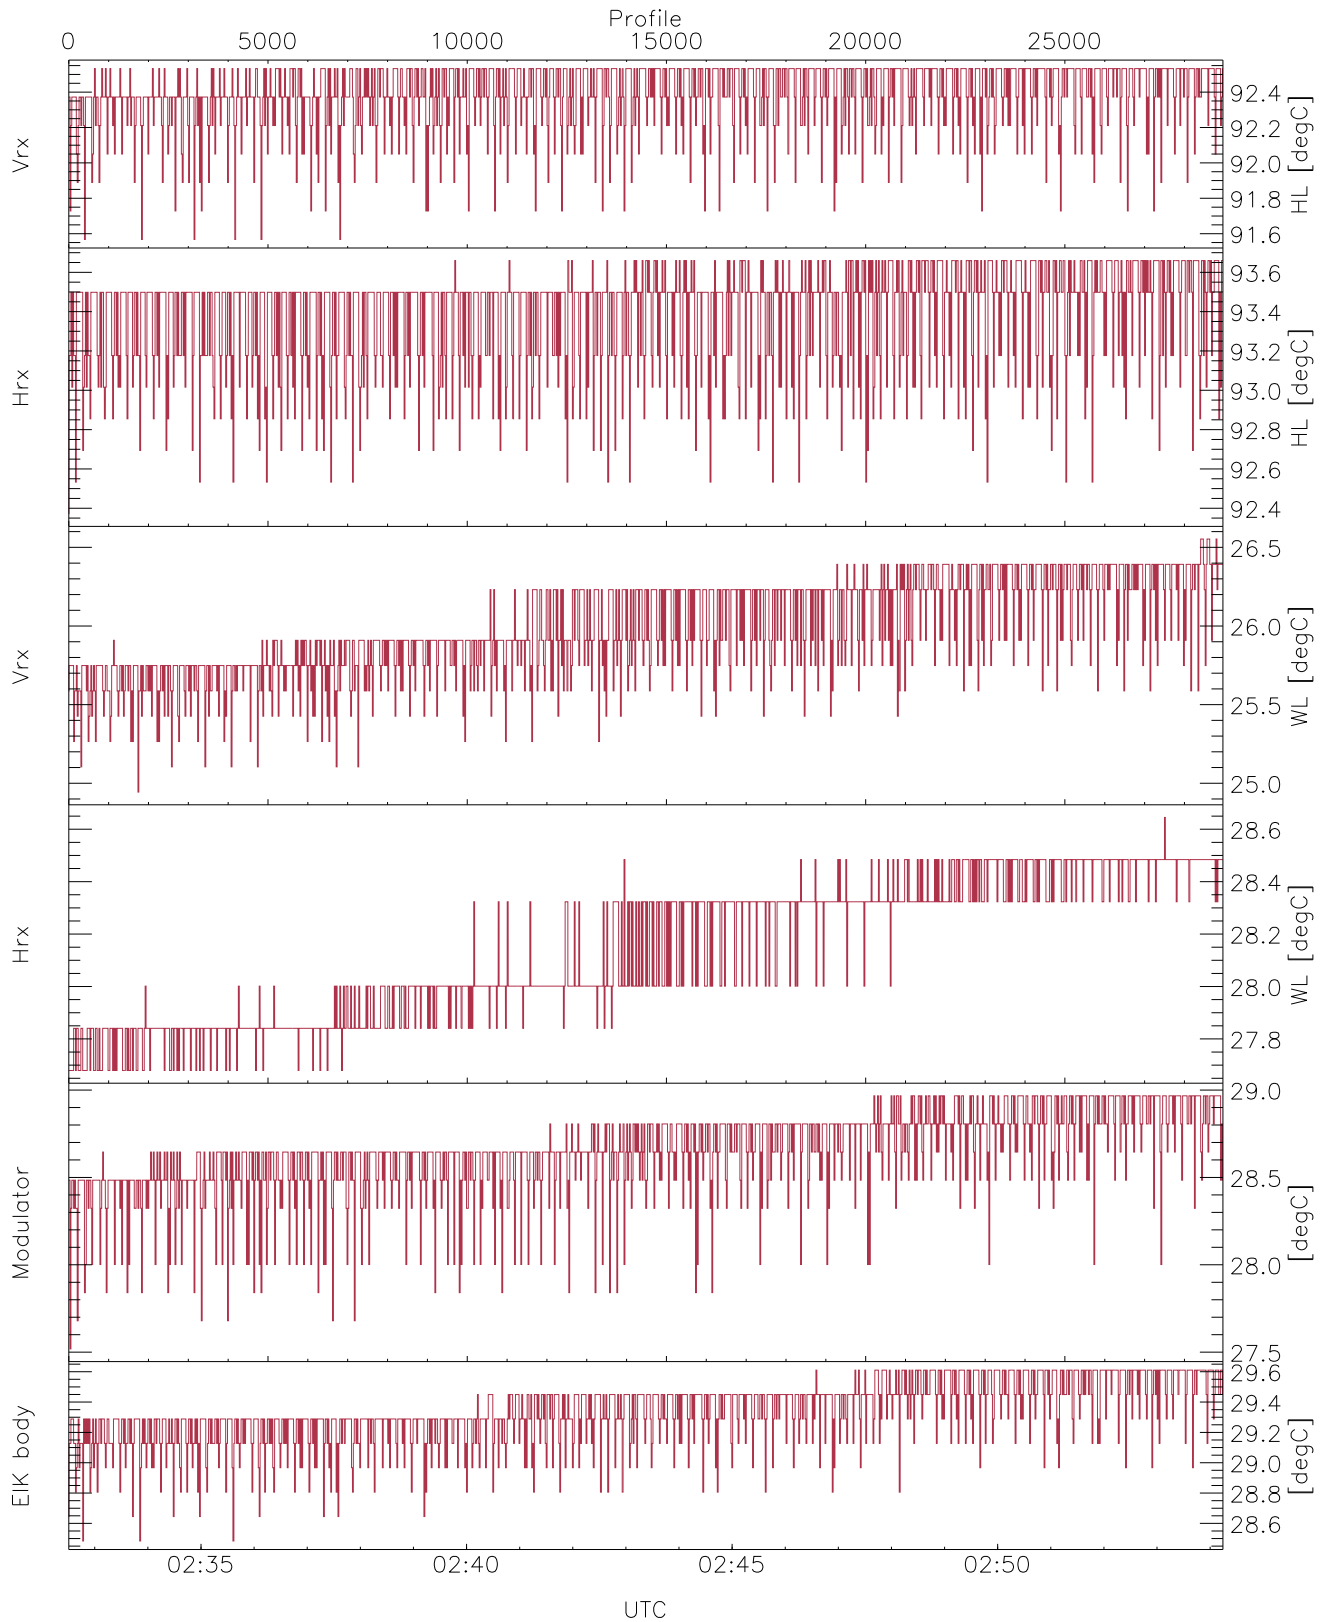 Profile
0 5000 10000 15000 20000 25000
Vrx
92.4
92.2
92.0
91.8
91.6
HL [degC]
Hrx
93.6
93.4
93.2
93.0
92.8
92.6
92.4
HL [degC]
Vrx
26.5
26.0
25.5
25.0
WL [degC]
Hrx
28.6
28.4
28.2
28.0
27.8
WL [degC]
Modulator
29.0
28.5
28.0
27.5
[degC]
EIK body
29.6
29.4
29.2
29.0
28.8
28.6
[degC]
02:35 02:40 02:45 02:50
UTC